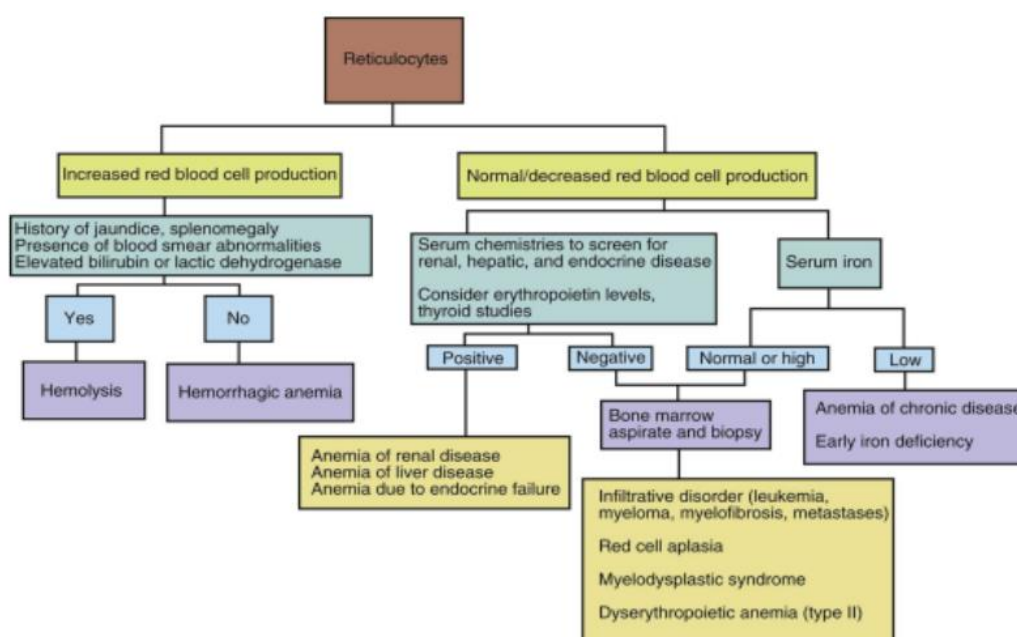 Reticulocytes
Increased red blood cell production
Normal/decreased red blood cell production
History of jaundice, splenomegaly
Presence of blood smear abnormalities
Elevated bilirubin or lactic dehydrogenase
Serum chemistries to screen for
renal, hepatic, and endocrine disease
Consider erythropoietin levels,
thyroid studies
Serum iron
Yes
No
Positive
Negative
Normal or high
Low
Hemolysis
Hemorrhagic anemia
Bone marrow
aspirate and biopsy
Anemia of chronic disease
Early iron deficiency
Anemia of renal disease
Anemia of liver disease
Anemia due to endocrine failure
Infiltrative disorder (leukemia,
myeloma, myelofibrosis, metastases)
Red cell aplasia
Myelodysplastic syndrome
Dyserythropoietic anemia (type II)